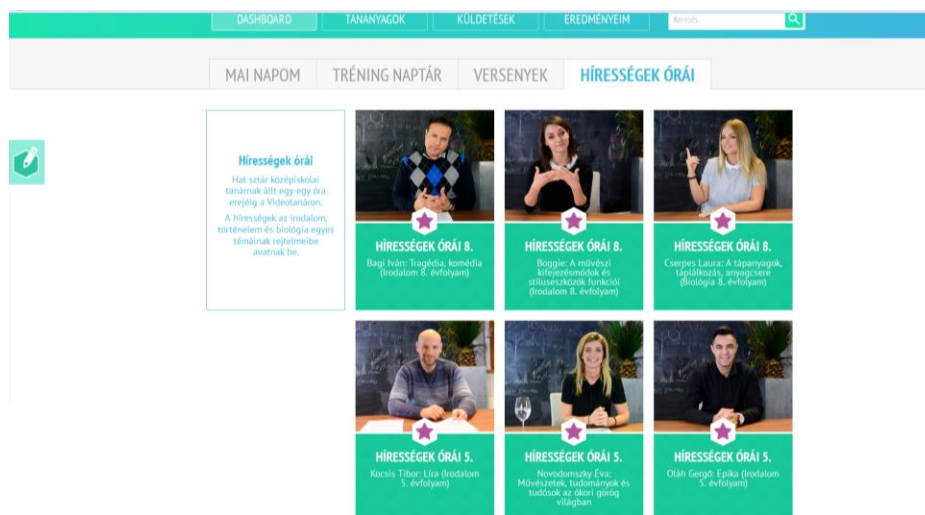 DASHBOARD
TANANYAGOK
KÜLDETÉSEK
EREDMÉNYEIM
Keresés
MAI NAPOM
TRÉNING NAPTÁR
VERSENYEK
HÍRESSÉGEK ÓRÁI
Hírességek órái
Hat sztár középiskolai
tanárnak állt egy-egy óra
erejéig a Videotanáron.
A hírességek az irodalom,
történelem és biológia egyes
témáinak rejtelmeibe
avatnak be.
HÍRESSÉGEK ÓRÁI 8.
Bagi Iván: Tragédia, komédia
(Irodalom 8. évfolyam)
HÍRESSÉGEK ÓRÁI 8.
Boggie: A művészi
kifejezésmódok és
stíluseszközök funkciói
(Irodalom 8. évfolyam)
HÍRESSÉGEK ÓRÁI 8.
Cserpes Laura: A tápanyagok,
táplálkozás, anyagcsere
(Biológia 8. évfolyam)
HÍRESSÉGEK ÓRÁI 5.
Kocsis Tibor: Líra (Irodalom
5. évfolyam)
HÍRESSÉGEK ÓRÁI 5.
Novodomszky Éva:
Művészetek, tudományok és
tudósok az ókori görög
világban
HÍRESSÉGEK ÓRÁI 5.
Oláh Gergő: Epika (Irodalom
5. évfolyam)